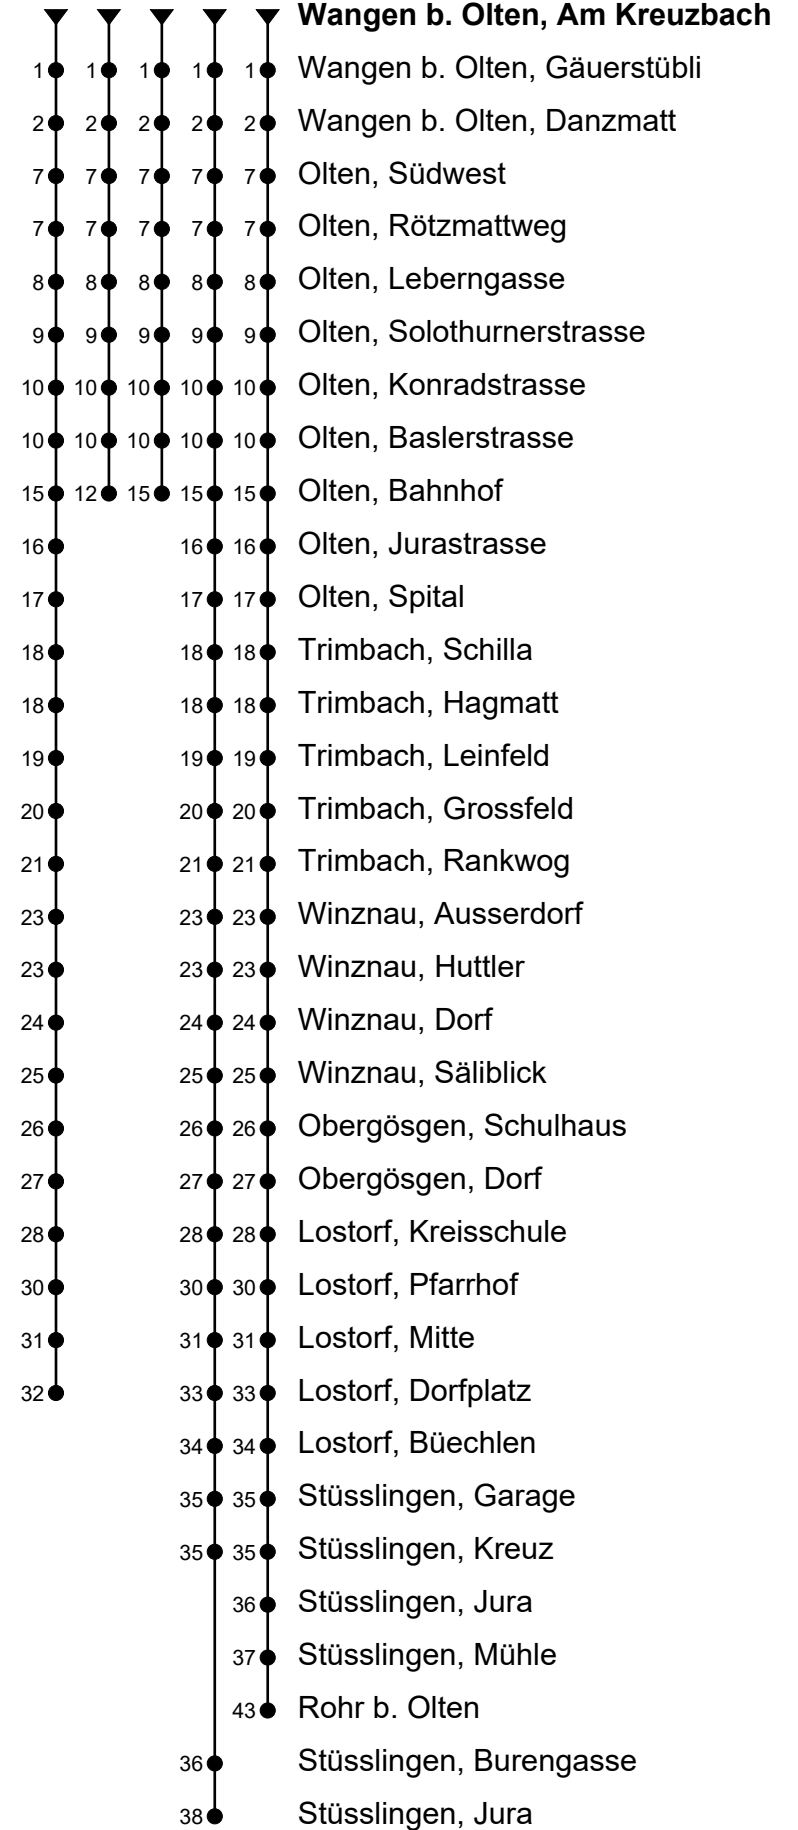 Wangen b. Olten, Am Kreuzbach
1 1 1 1 1 Wangen b. Olten, Gäuerstübli
2 2 2 2 2 Wangen b. Olten, Danzmatt
7 7 7 7 7 Olten, Südwest
7 7 7 7 7 Olten, Rötzmattweg
8 8 8 8 8 Olten, Leberngasse
9 9 9 9 9 Olten, Solothurnerstrasse
10 10 10 10 10 Olten, Konradstrasse
10 10 10 10 10 Olten, Baslerstrasse
15 12 15 15 15 Olten, Bahnhof
16 16 16 Olten, Jurastrasse
17 17 17 Olten, Spital
18 18 18 Trimbach, Schilla
18 18 18 Trimbach, Hagmatt
19 19 19 Trimbach, Leinfeld
20 20 20 Trimbach, Grossfeld
21 21 21 Trimbach, Rankwog
23 23 23 Winznau, Ausserdorf
23 23 23 Winznau, Huttler
24 24 24 Winznau, Dorf
25 25 25 Winznau, Säliblick
26 26 26 Obergösgen, Schulhaus
27 27 27 Obergösgen, Dorf
28 28 28 Lostorf, Kreisschule
30 30 30 Lostorf, Pfarrhof
31 31 31 Lostorf, Mitte
32 33 33 Lostorf, Dorfplatz
34 34 Lostorf, Büechlen
35 35 Stüsslingen, Garage
35 35 Stüsslingen, Kreuz
36 Stüsslingen, Jura
37 Stüsslingen, Mühle
43 Rohr b. Olten
36 Stüsslingen, Burengasse
38 Stüsslingen, Jura